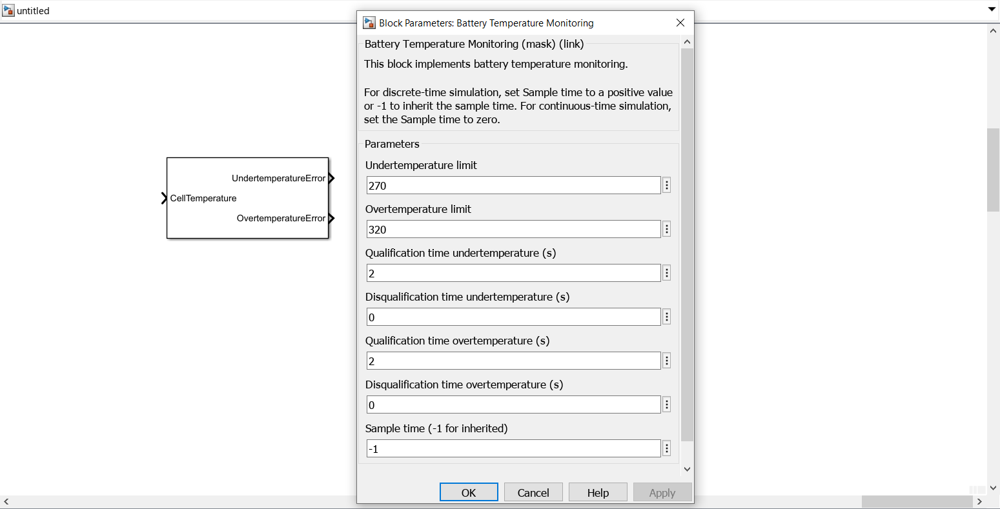 untitled
Block Parameters: Battery Temperature Monitoring
Battery Temperature Monitoring (mask) (link)
This block implements battery temperature monitoring.
For discrete-time simulation, set Sample time to a positive value
or -1 to inherit the sample time. For continuous-time simulation,
set the Sample time to zero.
Parameters
Undertemperature limit
270
Overtemperature limit
320
Qualification time undertemperature (s)
2
Disqualification time undertemperature (s)
0
Qualification time overtemperature (s)
2
Disqualification time overtemperature (s)
0
Sample time (-1 for inherited)
-1
OK
Cancel
Help
Apply
UndertemperatureError
CellTemperature
OvertemperatureError